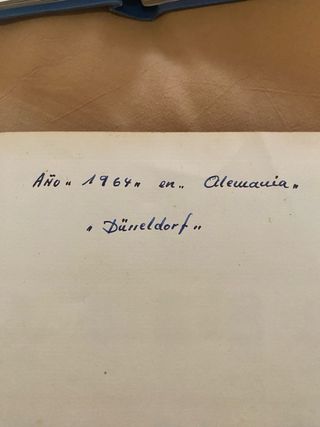 Año „ 1964 „ en „ Alemania „
„ Düsseldorf „